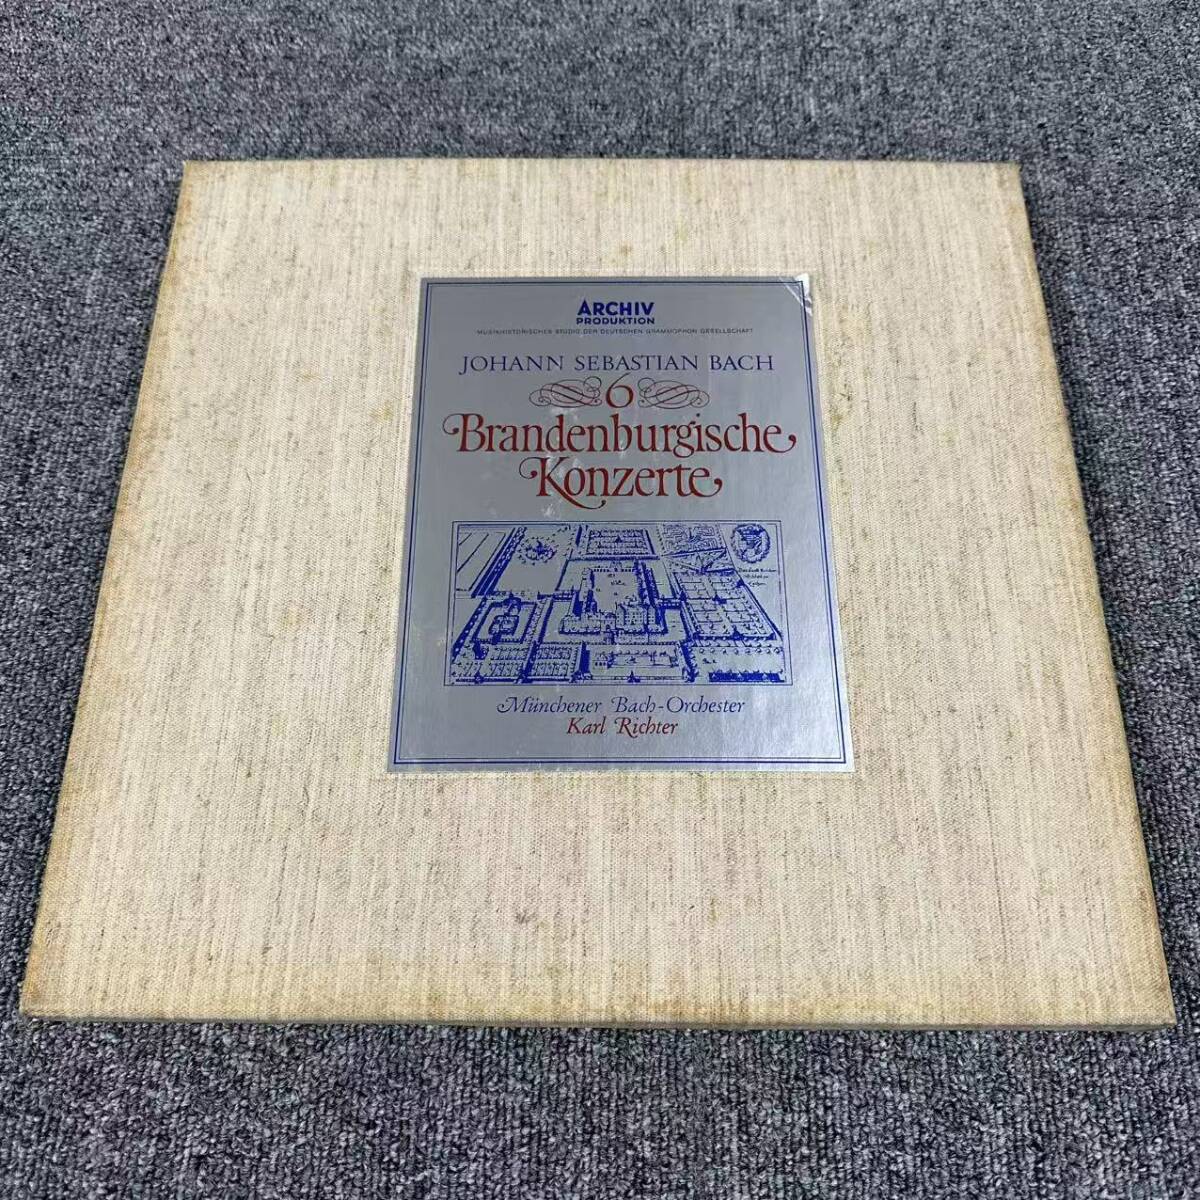 ARCHIV
PRODUKTION
MUSIKHISTORISCHES STUDIO DER DEUTSCHEN GRAMMOPHON GESELLSCHAFT
JOHANN SEBASTIAN BACH
6
Brandenburgische
Konzerte
Münchener Bach-Orchester
Karl Richter